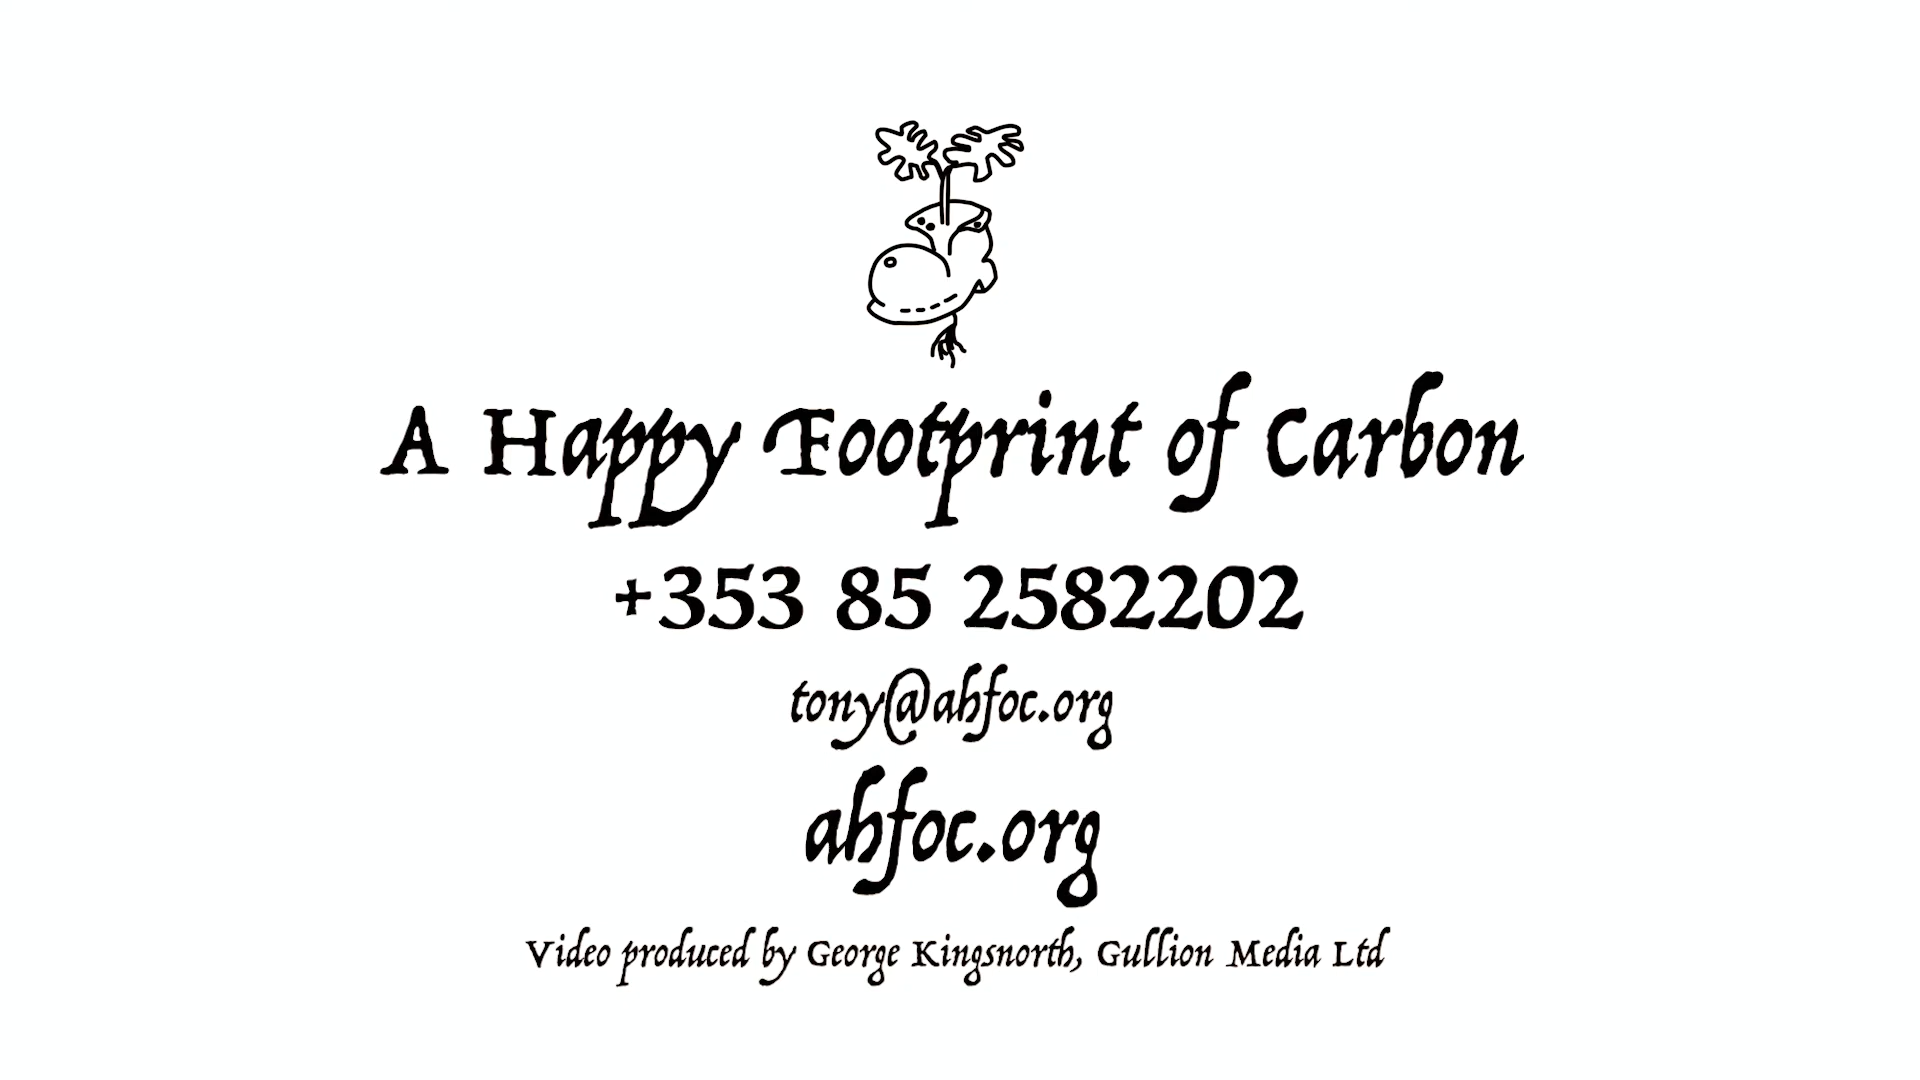 A Happy Footprint of Carbon
+353 85 2582202
tony@ahfoc.org
ahfoc.org
Video produced by George Kingsnorth, Gullion Media Ltd